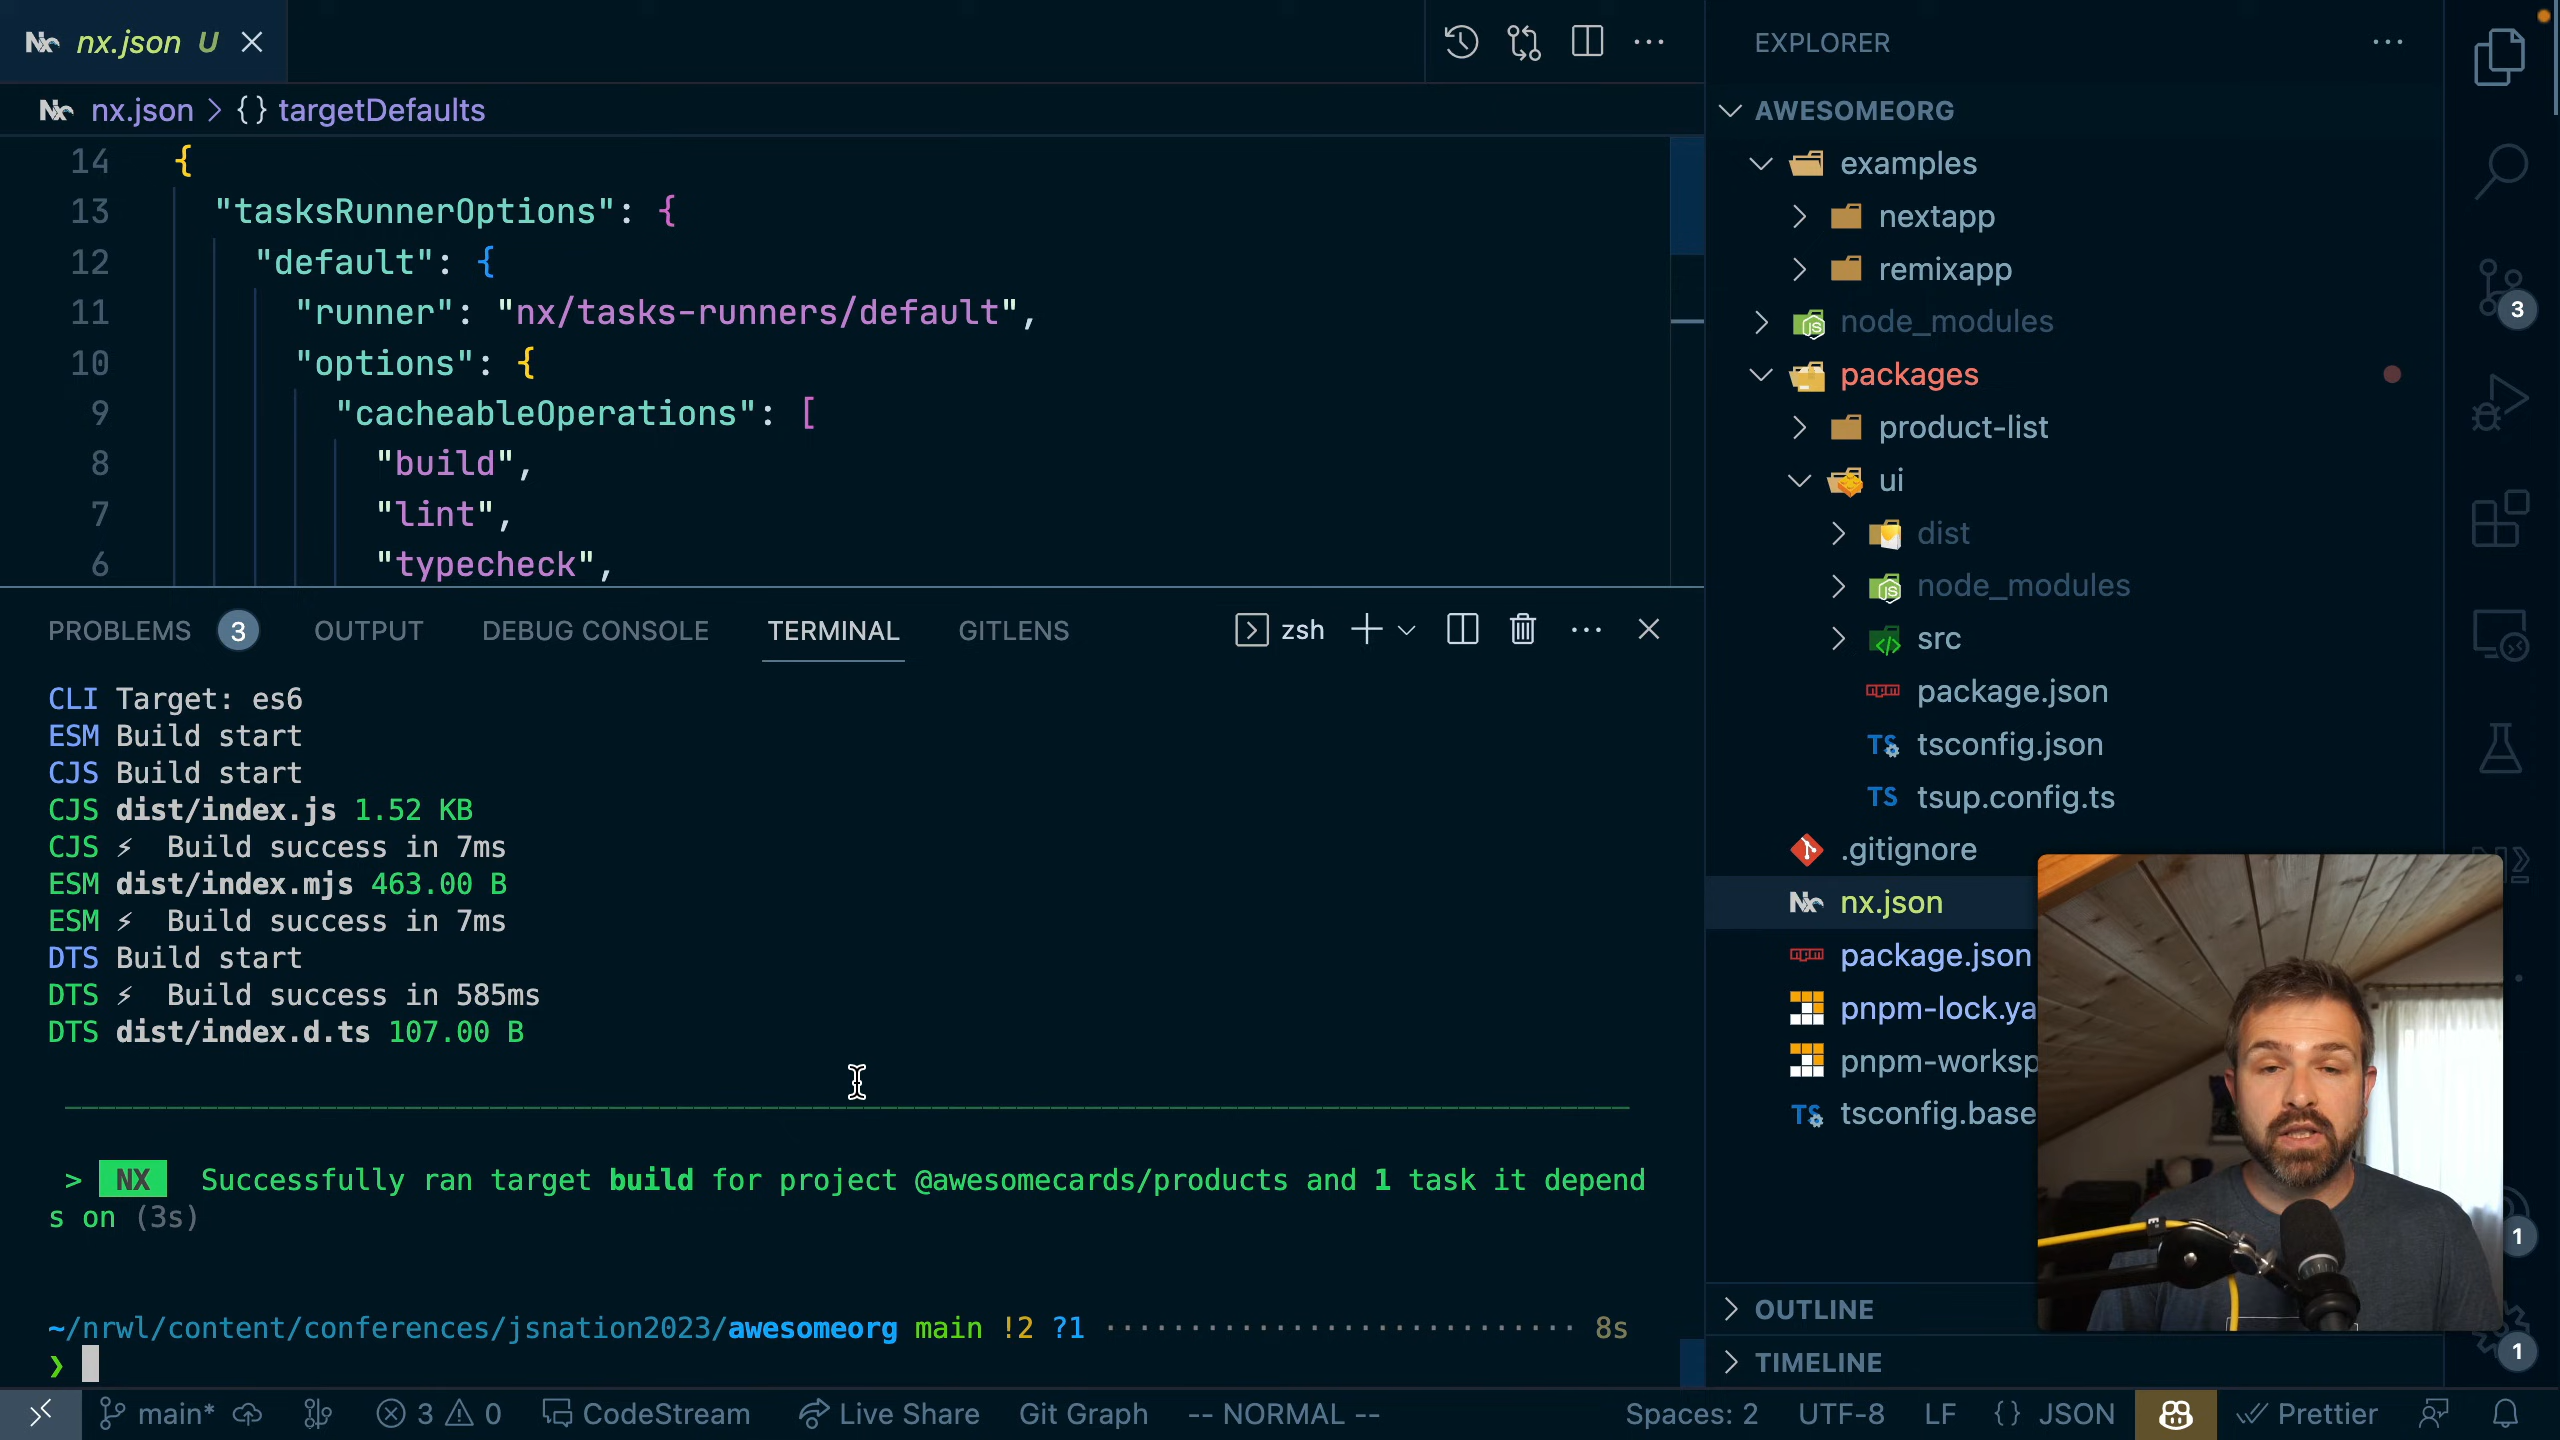 nx.json U
nx.json > {} targetDefaults
14 {
13 "tasksRunnerOptions": {
12 "default": {
11 "runner": "nx/tasks-runners/default",
10 "options": {
9 "cacheableOperations": [
8 "build",
7 "lint",
6 "typecheck",
PROBLEMS 3 OUTPUT DEBUG CONSOLE TERMINAL GITLENS zsh
CLI Target: es6
ESM Build start
CJS Build start
CJS dist/index.js 1.52 KB
CJS ⚡ Build success in 7ms
ESM dist/index.mjs 463.00 B
ESM ⚡ Build success in 7ms
DTS Build start
DTS ⚡ Build success in 585ms
DTS dist/index.d.ts 107.00 B
> NX Successfully ran target build for project @awesomecards/products and 1 task it depend
s on (3s)
~/nrwl/content/conferences/jsnation2023/awesomeorg main !2 ?1 8s
❯
EXPLORER
AWESOMEORG
examples
nextapp
remixapp
node_modules
packages
product-list
ui
dist
node_modules
src
package.json
TS tsconfig.json
TS tsup.config.ts
.gitignore
nx.json
package.json
pnpm-lock.ya
pnpm-worksp
TS tsconfig.base
OUTLINE
TIMELINE
3
1
1
main* 3 0 CodeStream Live Share Git Graph -- NORMAL -- Spaces: 2 UTF-8 LF {} JSON Prettier